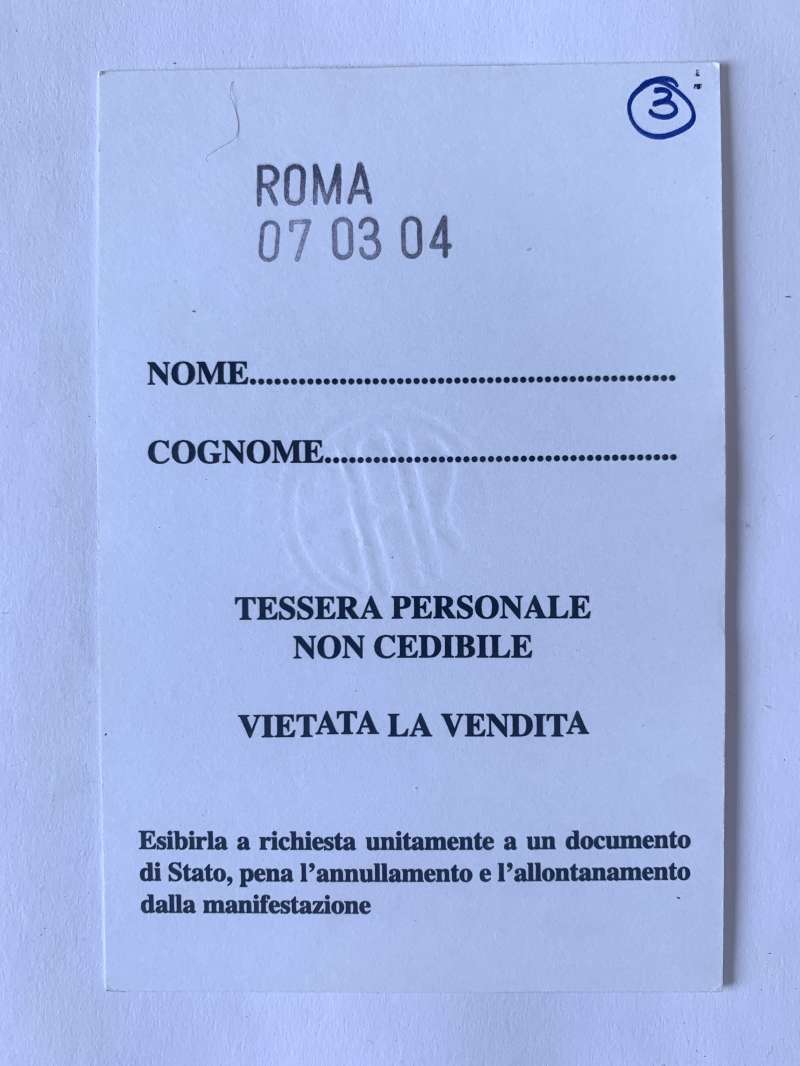 3
ROMA
07 03 04
NOME.....................................................
COGNOME............................................
TESSERA PERSONALE
NON CEDIBILE
VIETATA LA VENDITA
Esibirla a richiesta unitamente a un documento
di Stato, pena l'annullamento e l'allontanamento
dalla manifestazione